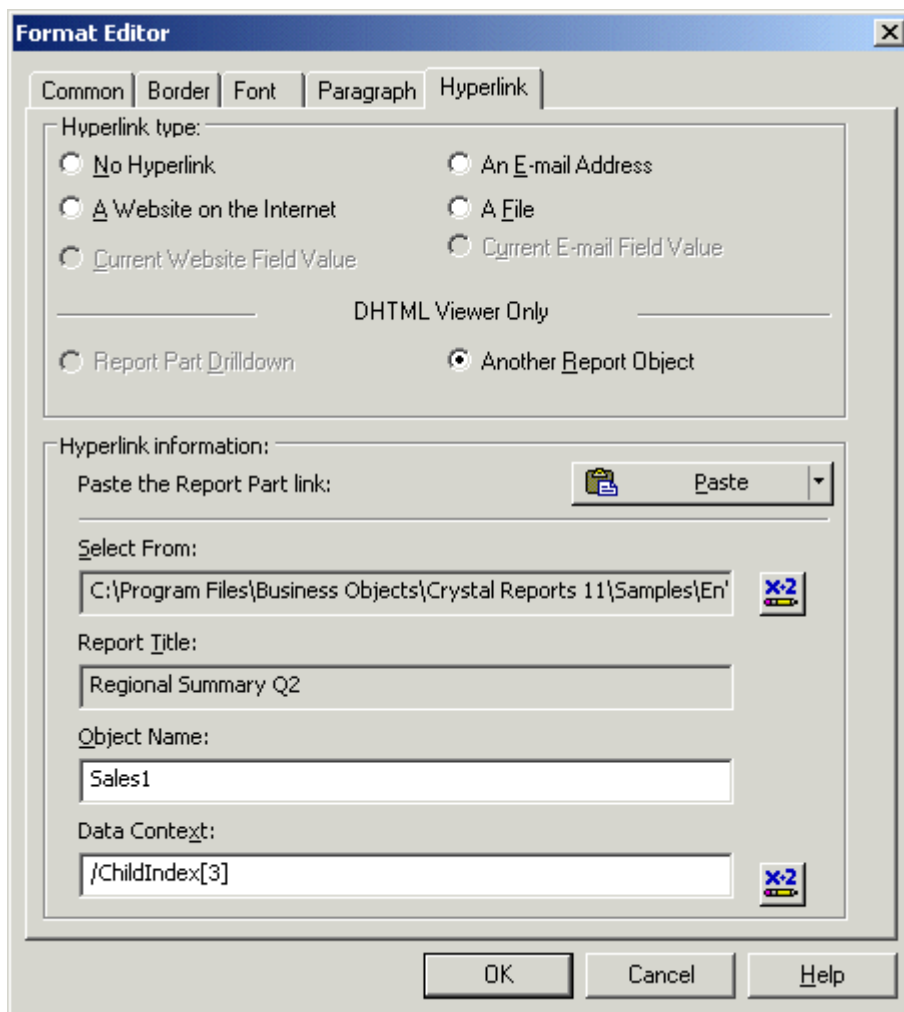 Format Editor
Common Border Font Paragraph Hyperlink
Hyperlink type:
No Hyperlink An E-mail Address
A Website on the Internet A File
Current Website Field Value Current E-mail Field Value
DHTML Viewer Only
Report Part Drilldown Another Report Object
Hyperlink information:
Paste the Report Part link: Paste
Select From:
C:\Program Files\Business Objects\Crystal Reports 11\Samples\En'
X+2
Report Title:
Regional Summary Q2
Object Name:
Sales1
Data Context:
/ChildIndex[3]
X+2
OK Cancel Help